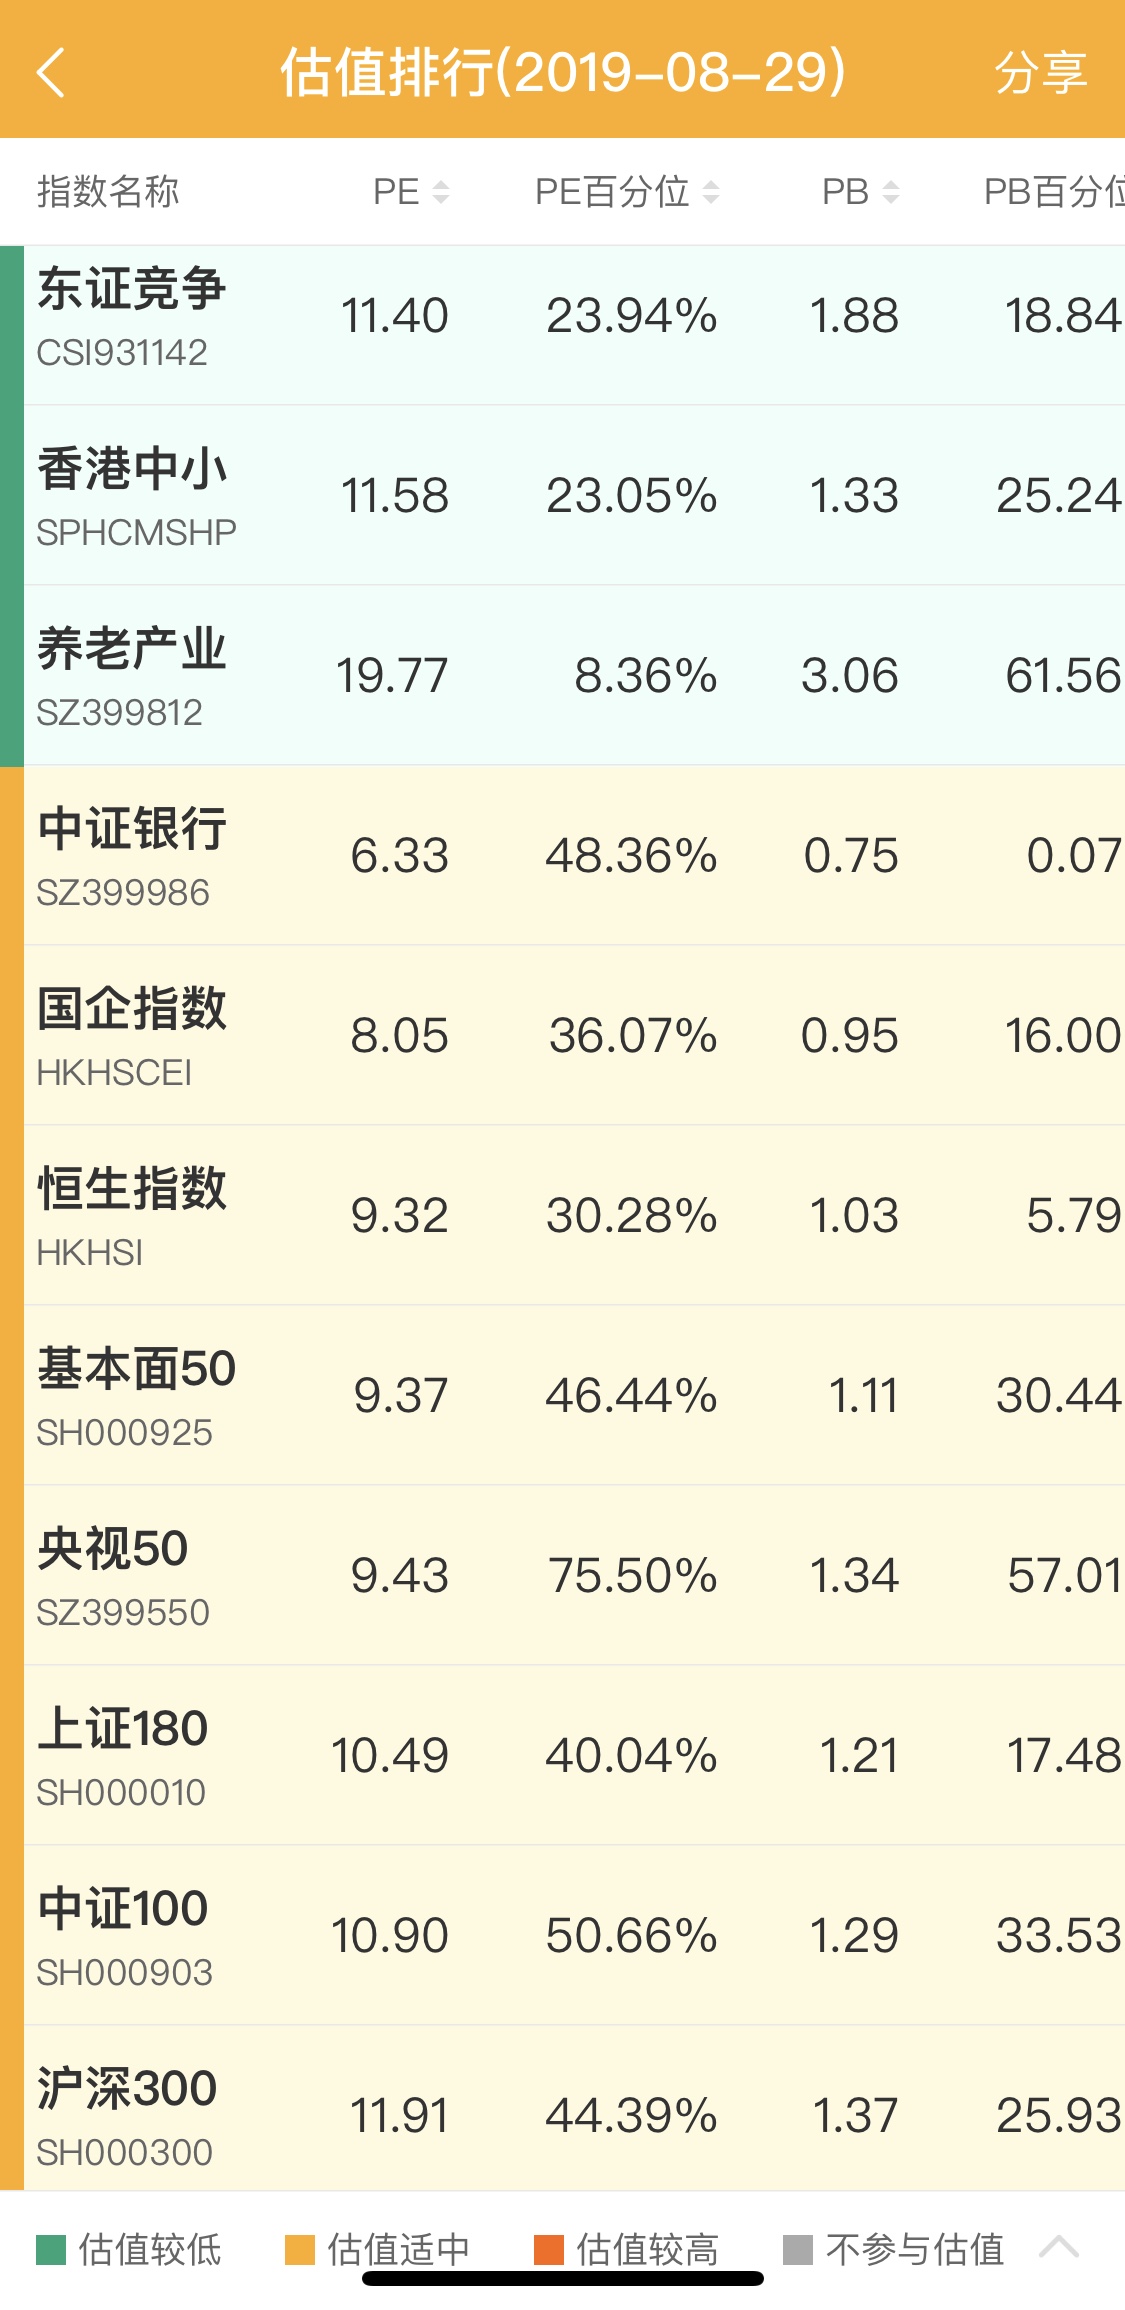 估值排行(2019-08-29) 分享
指数名称 PE PE百分位 PB PB百分位
东证竞争 11.40 23.94% 1.88 18.84
CSI931142
香港中小 11.58 23.05% 1.33 25.24
SPHCMSHP
养老产业 19.77 8.36% 3.06 61.56
SZ399812
中证银行 6.33 48.36% 0.75 0.07
SZ399986
国企指数 8.05 36.07% 0.95 16.00
HKHSCEI
恒生指数 9.32 30.28% 1.03 5.79
HKHSI
基本面50 9.37 46.44% 1.11 30.44
SH000925
央视50 9.43 75.50% 1.34 57.01
SZ399550
上证180 10.49 40.04% 1.21 17.48
SH000010
中证100 10.90 50.66% 1.29 33.53
SH000903
沪深300 11.91 44.39% 1.37 25.93
SH000300
估值较低 估值适中 估值较高 不参与估值